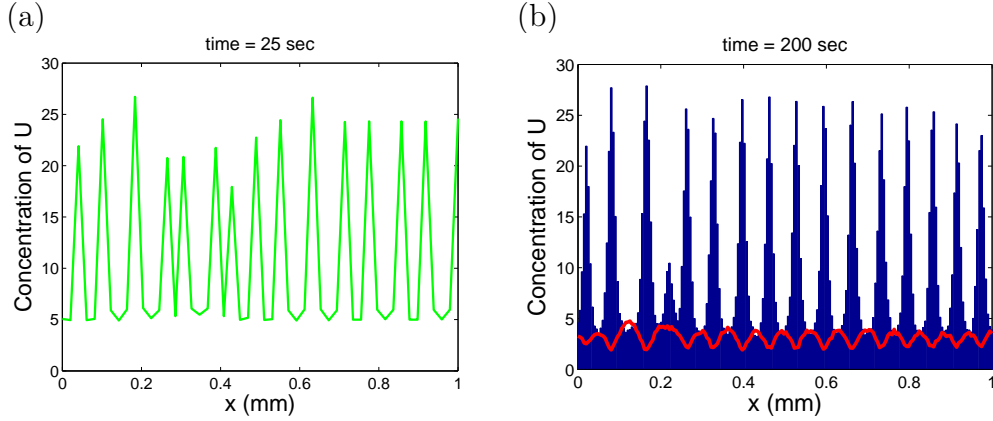 (a)
time = 25 sec
Concentration of U
30
25
20
15
10
5
0
0 0.2 0.4 0.6 0.8 1
x (mm)
(b)
time = 200 sec
Concentration of U
30
25
20
15
10
5
0
0 0.2 0.4 0.6 0.8 1
x (mm)